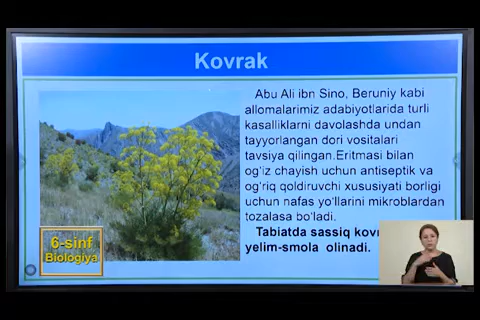 Kovrak
Abu Ali ibn Sino, Beruniy kabi
allomalarimiz adabiyotlarida turli
kasalliklarni davolashda undan
tayyorlangan dori vositalari
tavsiya qilingan.Eritmasi bilan
og'iz chayish uchun antiseptik va
og'riq qoldiruvchi xususiyati borligi
uchun nafas yo'llarini mikroblardan
tozalasa bo'ladi.
Tabiatda sassiq
yelim-smola olinadi.
6-sinf
Biologiya